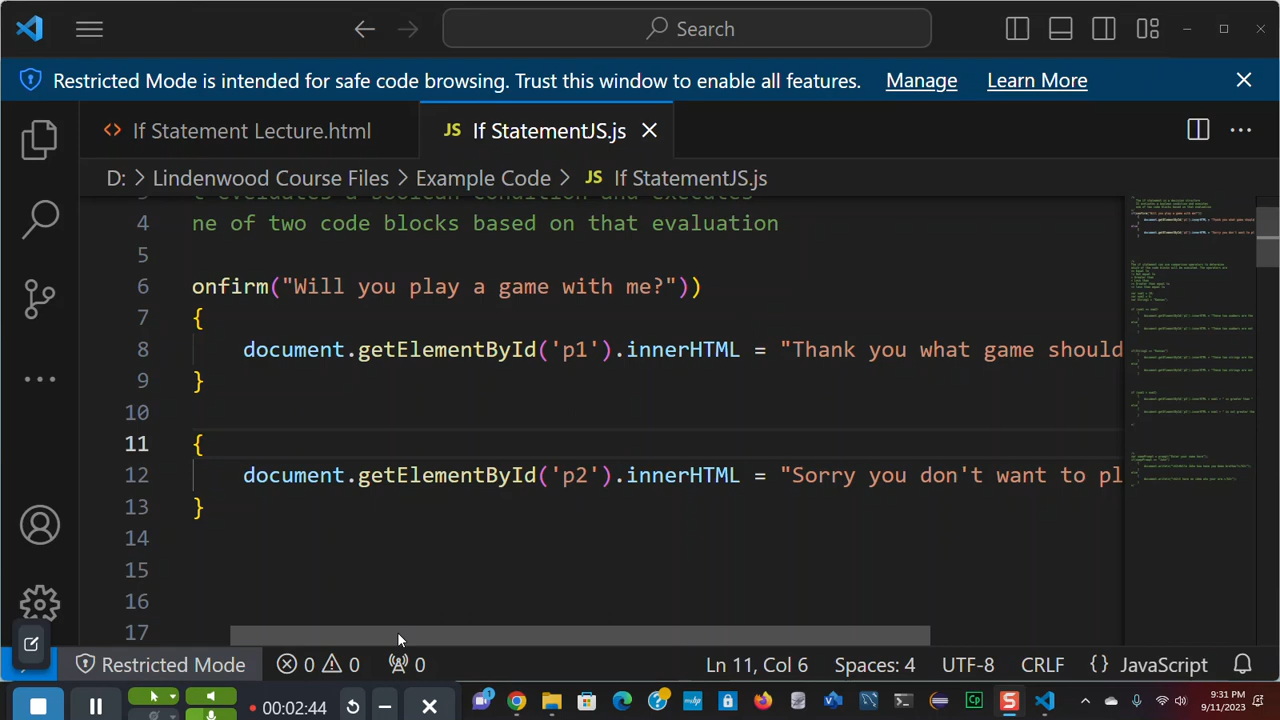 Search
Restricted Mode is intended for safe code browsing. Trust this window to enable all features. Manage Learn More
If Statement Lecture.html
JS If StatementJS.js
D: > Lindenwood Course Files > Example Code > JS If StatementJS.js
4 ne of two code blocks based on that evaluation
5
6 onfirm("Will you play a game with me?"))
7 {
8 document.getElementById('p1').innerHTML = "Thank you what game should
9 }
10
11 {
12 document.getElementById('p2').innerHTML = "Sorry you don't want to pl
13 }
14
15
16
17
Restricted Mode 0 0 0 Ln 11, Col 6 Spaces: 4 UTF-8 CRLF {} JavaScript
00:02:44
9:31 PM
9/11/2023